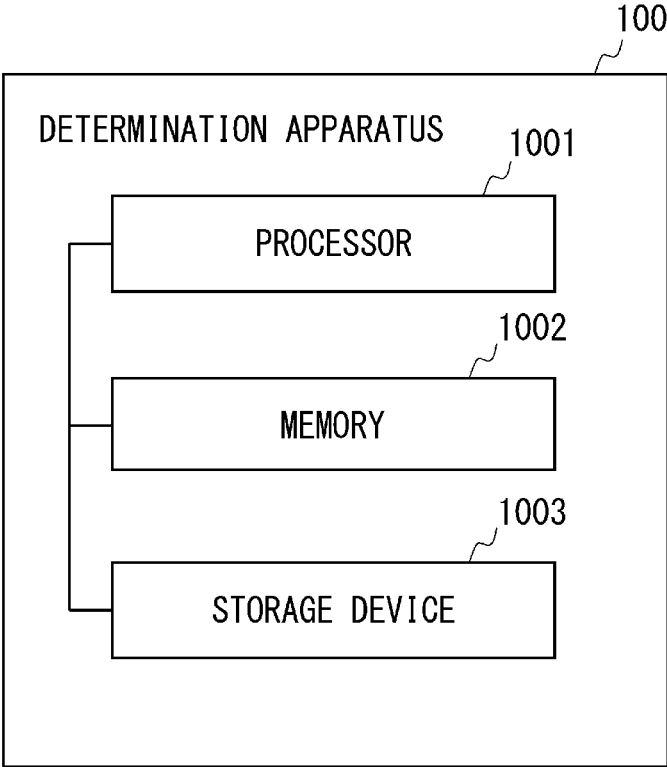 100
DETERMINATION APPARATUS
1001
PROCESSOR
1002
MEMORY
1003
STORAGE DEVICE